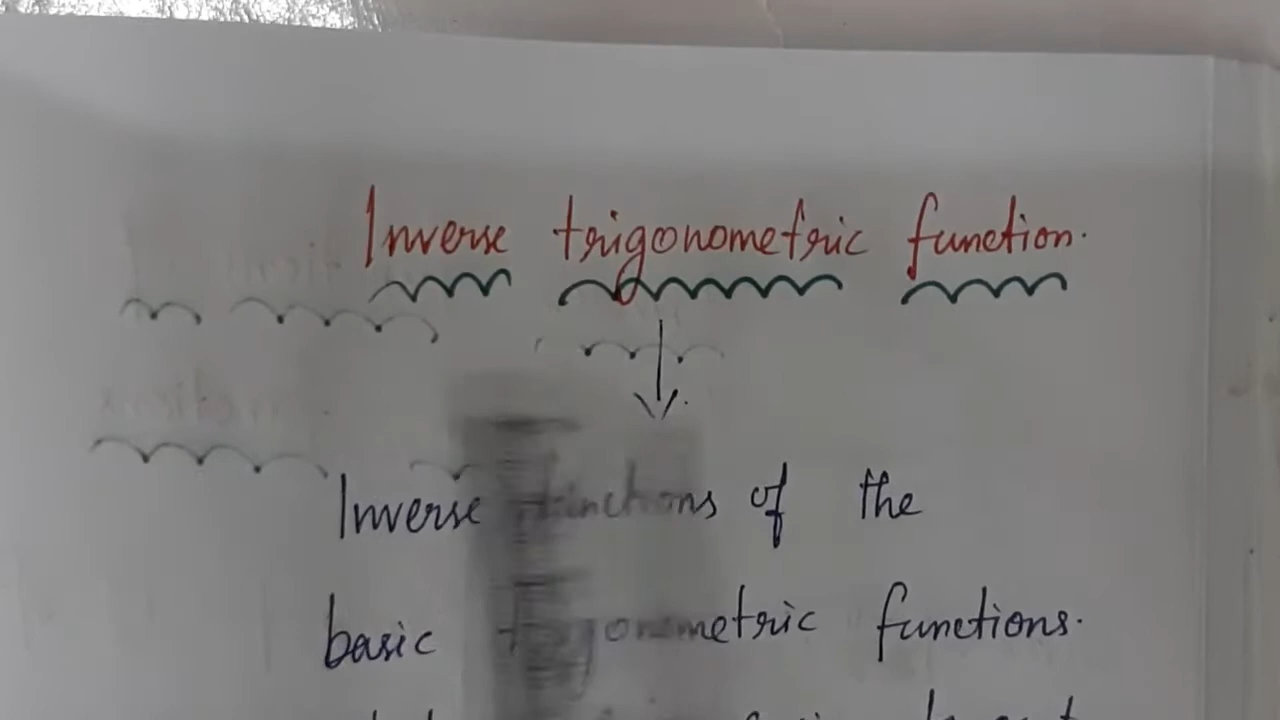 Inverse trigonometric function.
Inverse functions of the
basic trigonometric functions.